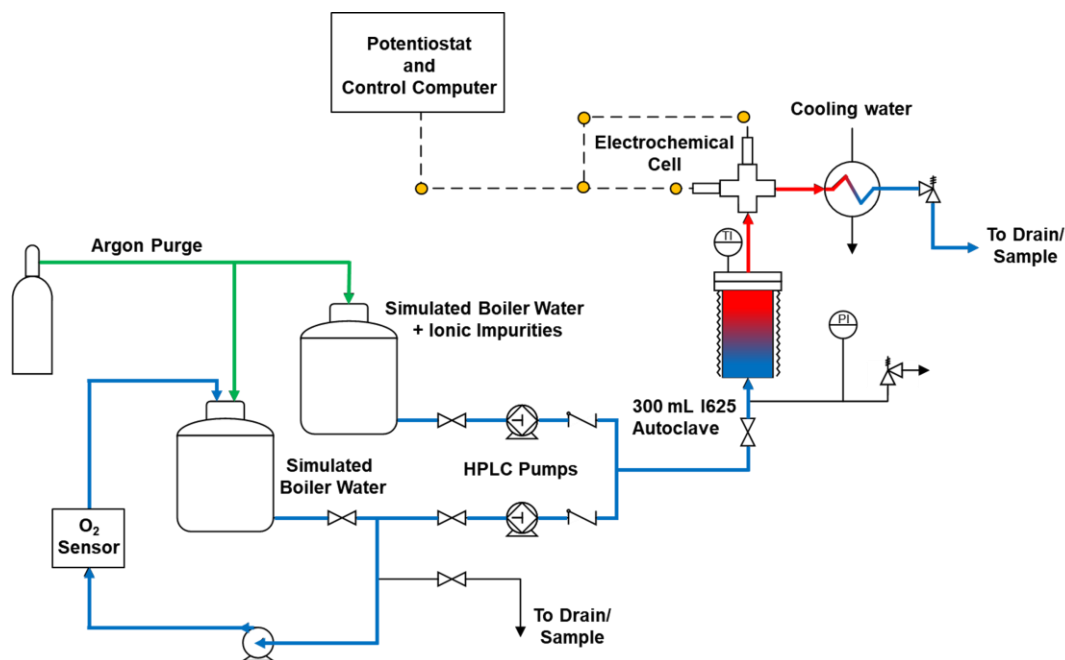 Potentiostat
and
Control Computer
Cooling water
Electrochemical
Cell
To Drain/
Sample
TI
Argon Purge
Simulated Boiler Water
+ Ionic Impurities
PI
300 mL I625
Autoclave
HPLC Pumps
Simulated
Boiler Water
O₂
Sensor
To Drain/
Sample